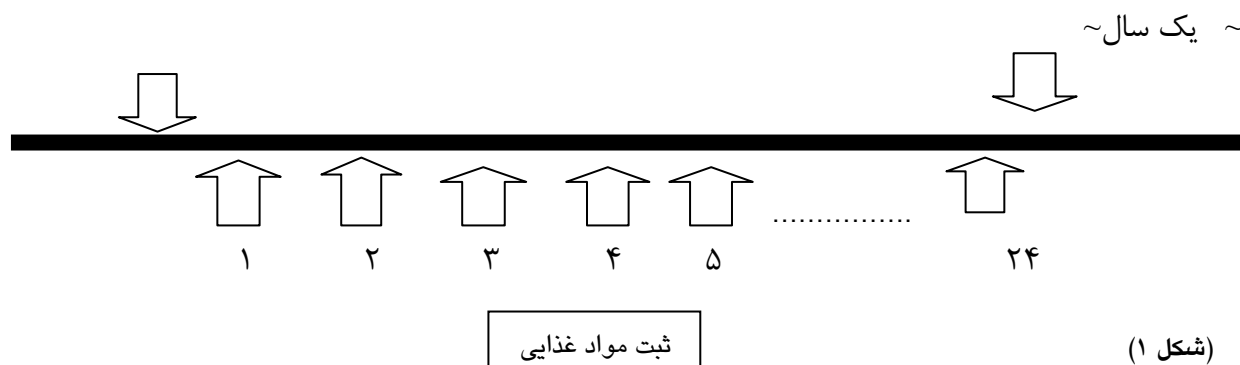 ~ یک سال~
................
۱ ۲ ۳ ۴ ۵ ۲۴
ثبت مواد غذایی
(شکل ۱)